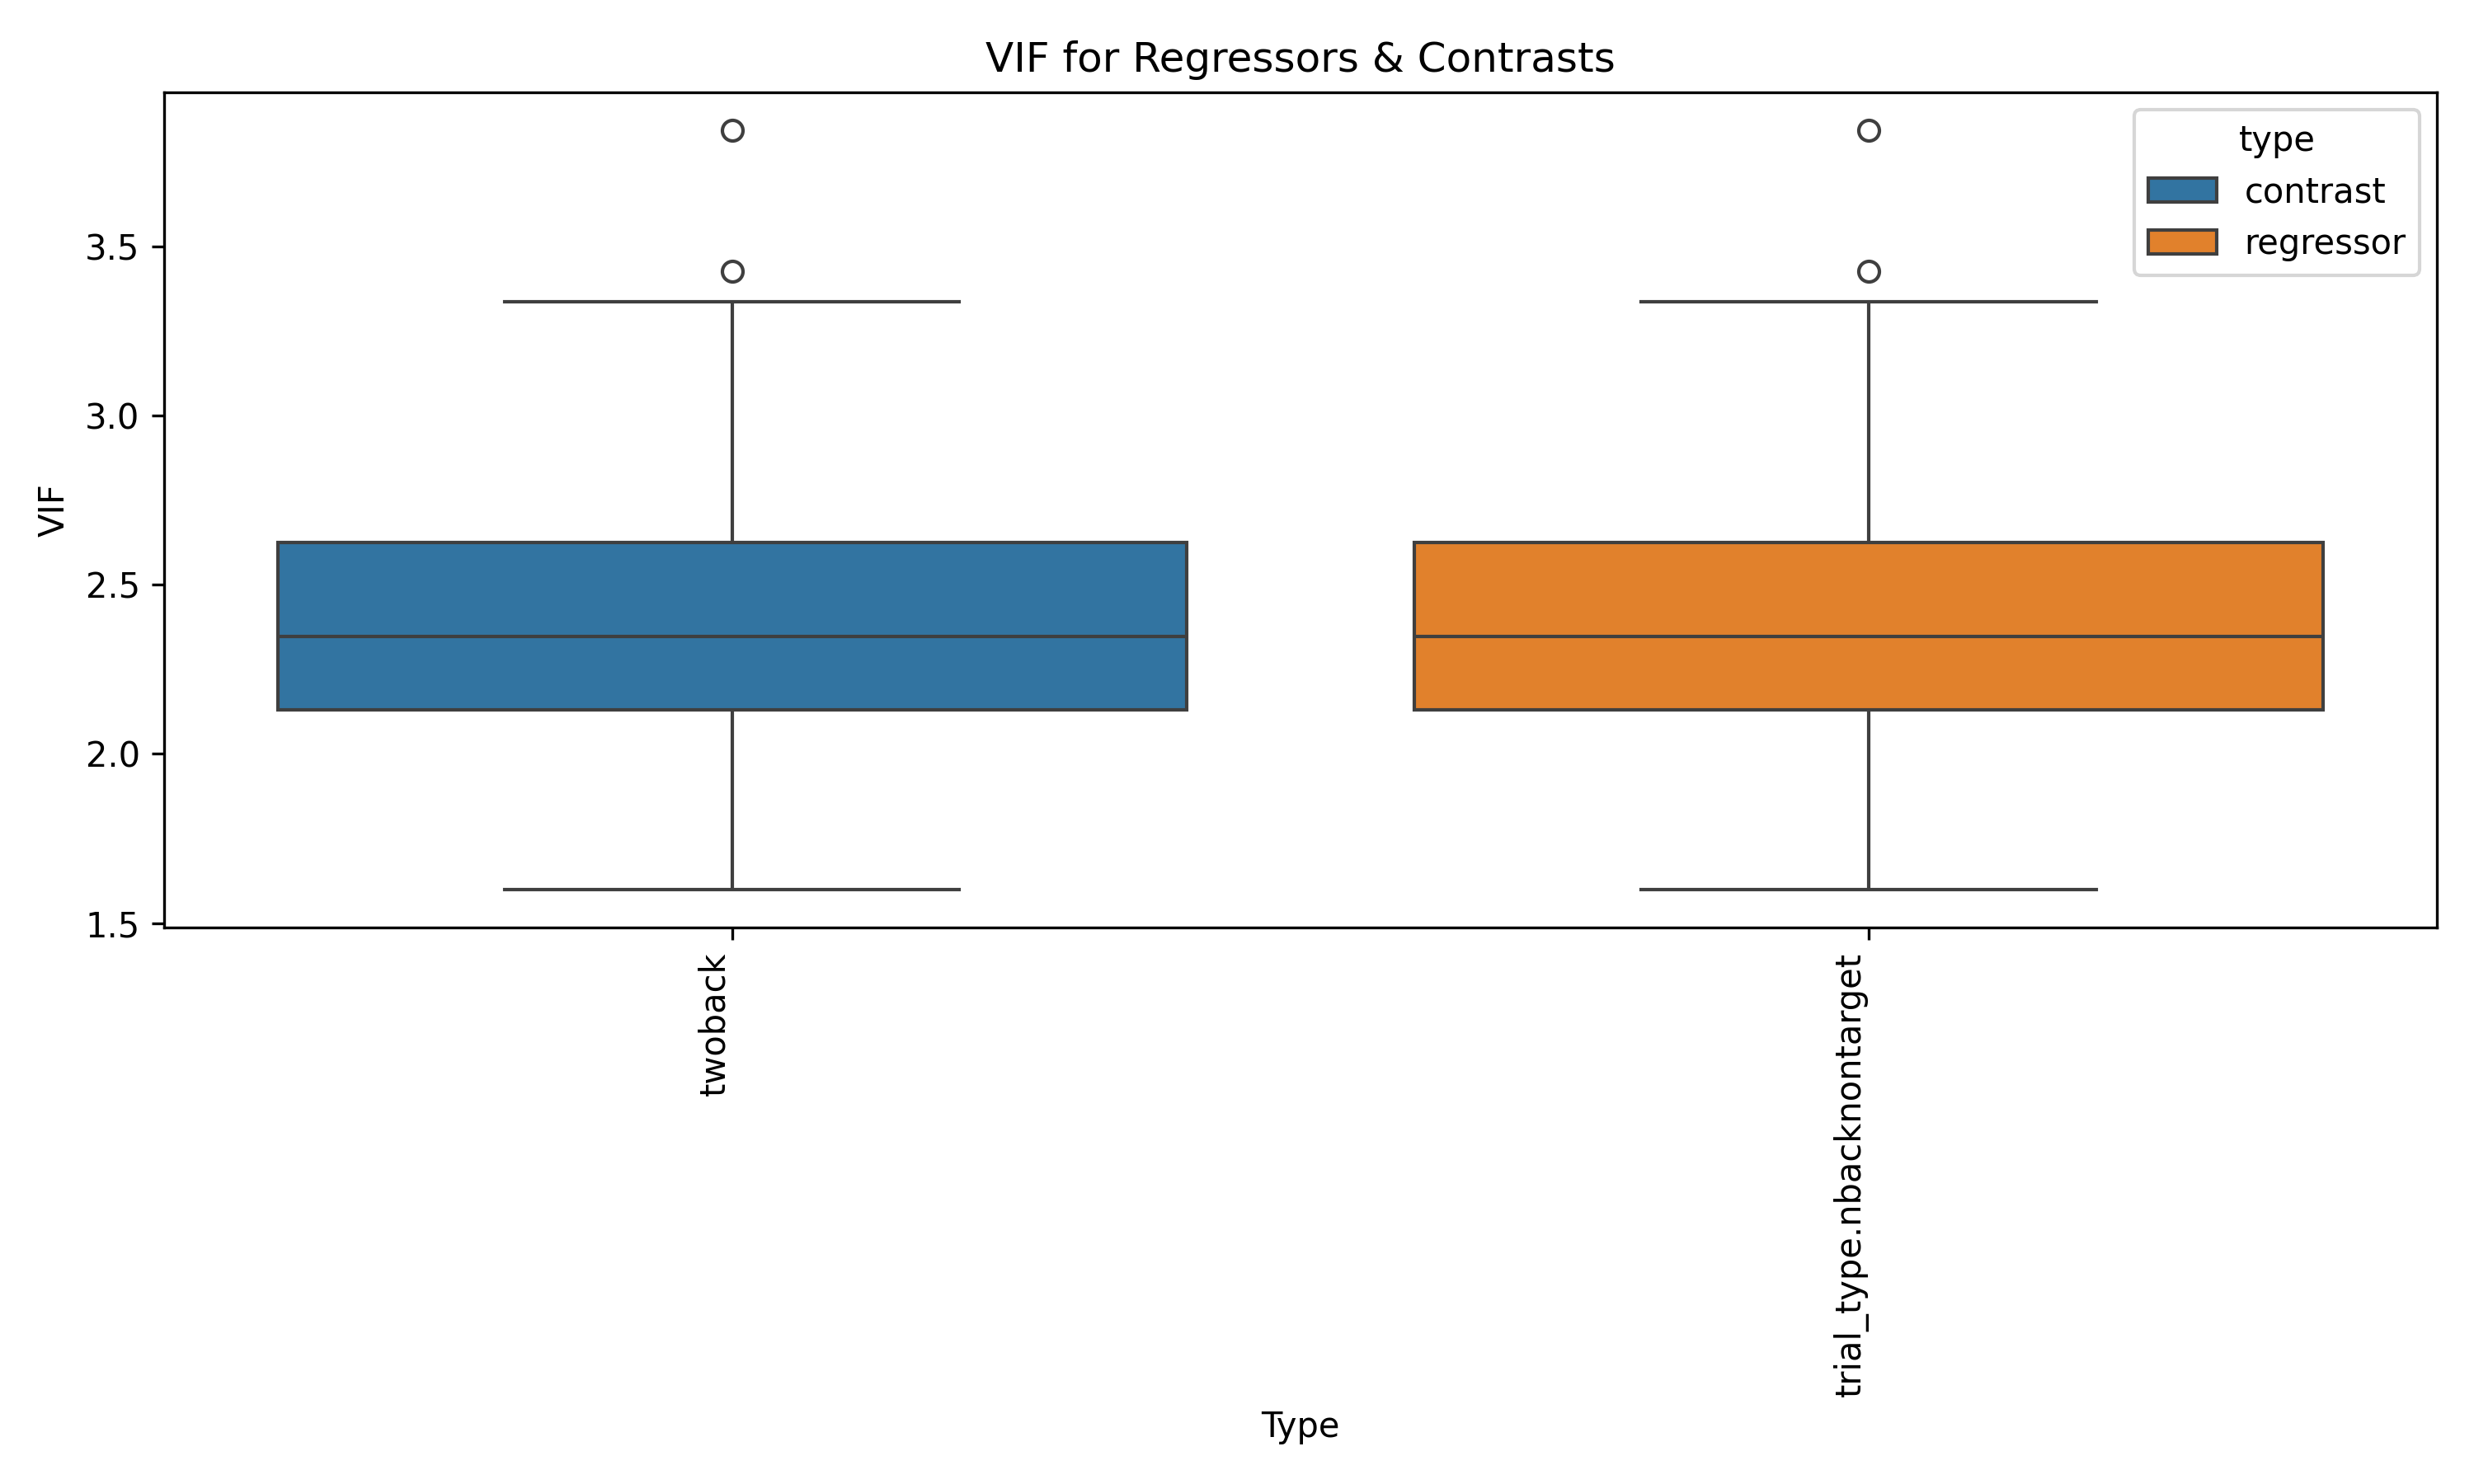 VIF for Regressors & Contrasts
type
contrast
regressor
VIF
3.5
3.0
2.5
2.0
1.5
twoback
trial_type.nbacknontarget
Type